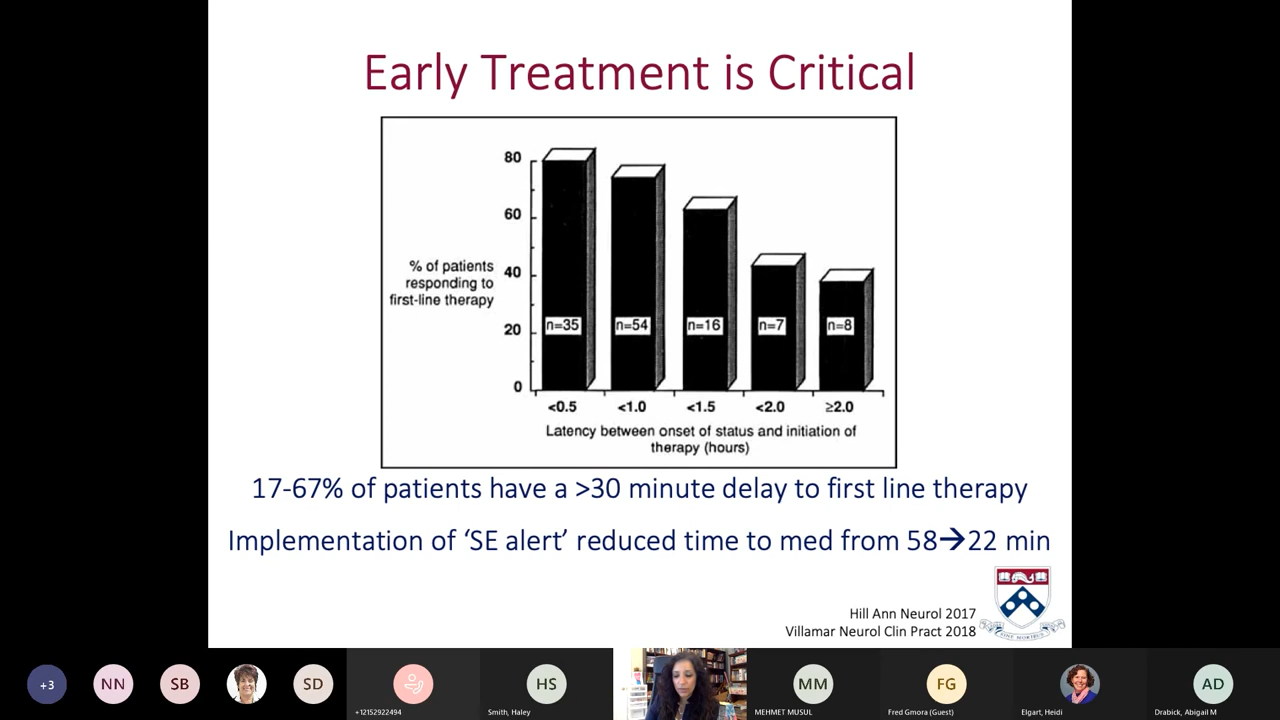 Early Treatment is Critical
80
60
40
20
0
% of patients
responding to
first-line therapy
n=35
n=54
n=16
n=7
n=8
<0.5
<1.0
<1.5
<2.0
≥2.0
Latency between onset of status and initiation of
therapy (hours)
17-67% of patients have a >30 minute delay to first line therapy
Implementation of ‘SE alert’ reduced time to med from 58→22 min
Hill Ann Neurol 2017
Villamar Neurol Clin Pract 2018
+3
NN
SB
SD
+12152922494
HS
Smith, Haley
MM
MEHMET MUSUL
FG
Fred Gmora (Guest)
Elgart, Heidi
AD
Drabick, Abigail M